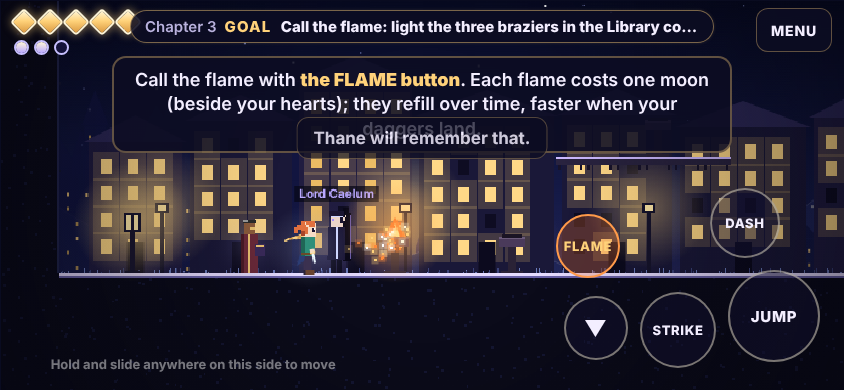 Chapter 3 GOAL Call the flame: light the three braziers in the Library co...
MENU
Call the flame with the FLAME button. Each flame costs one moon
(beside your hearts); they refill over time, faster when your
daggers land.
Thane will remember that.
Lord Caelum
DASH
FLAME
JUMP
STRIKE
Hold and slide anywhere on this side to move